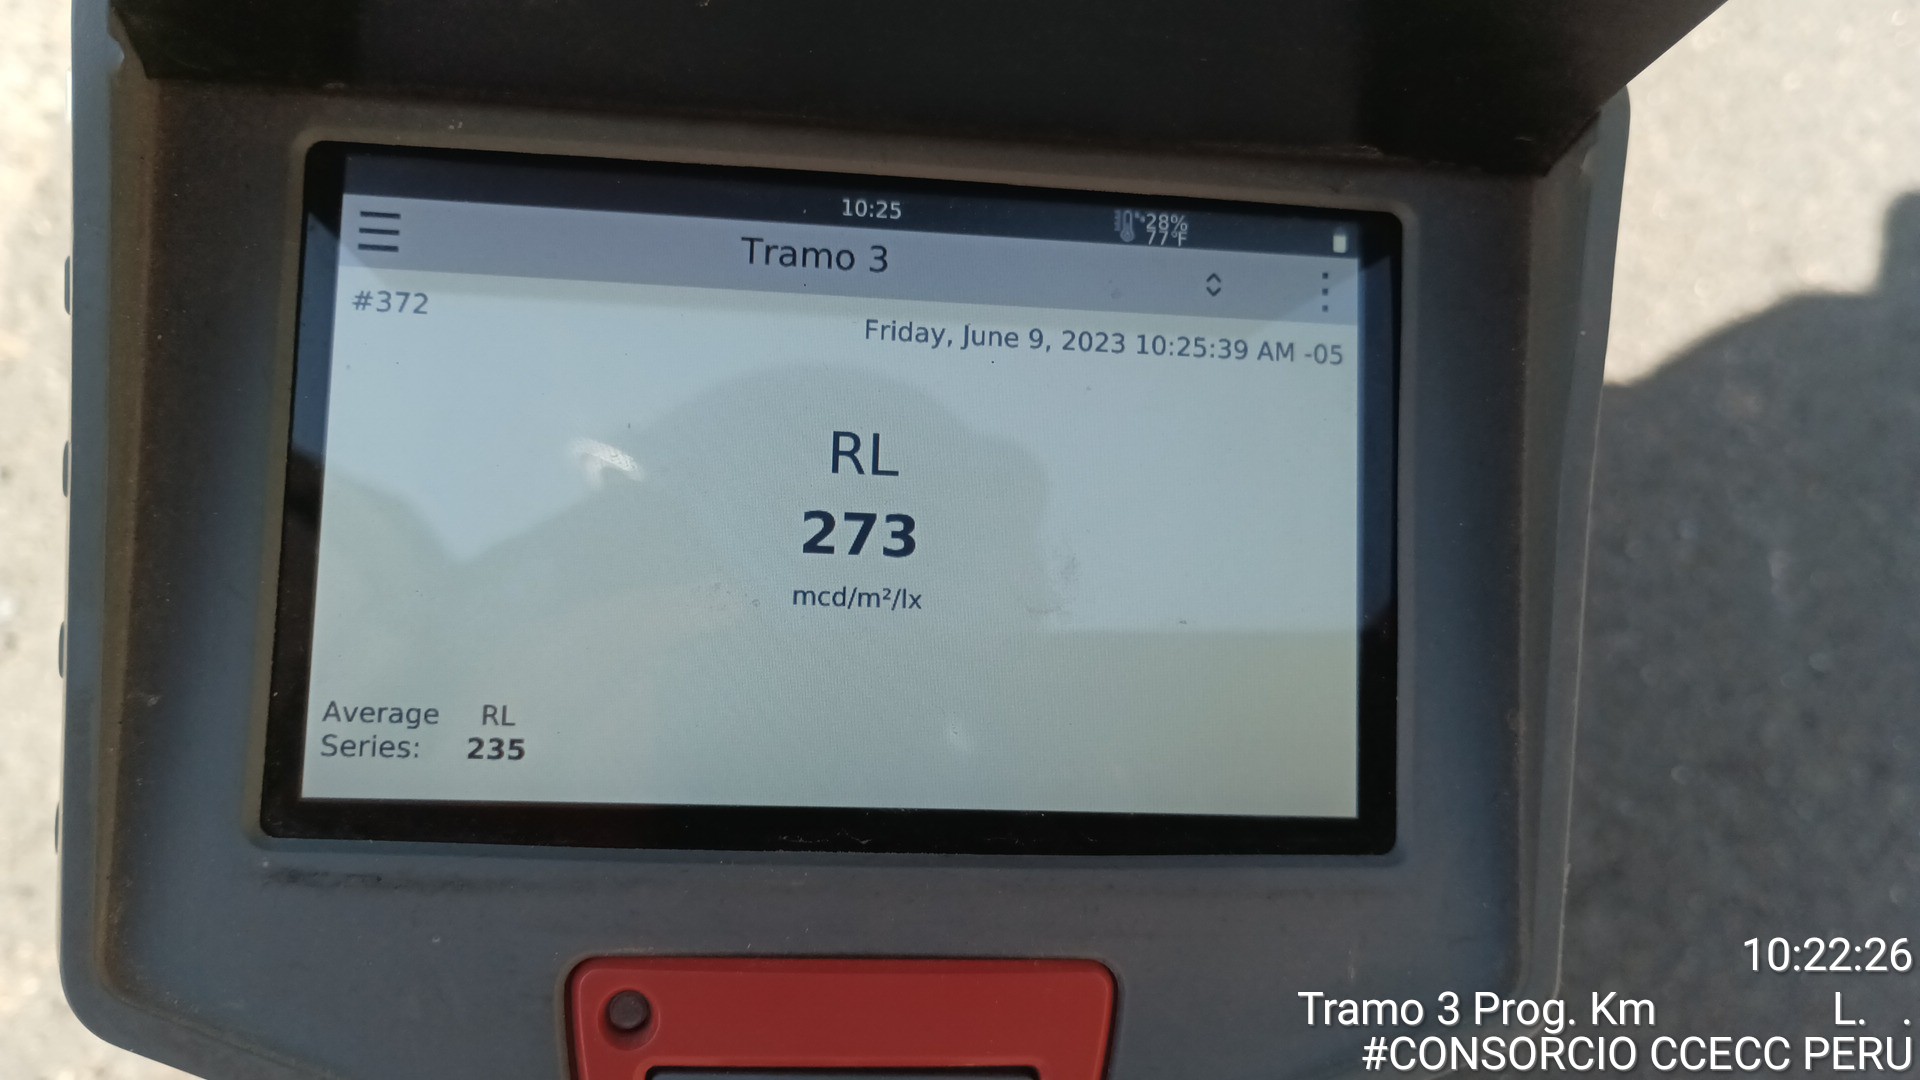 10:25
28%
77°F
Tramo 3
#372
Friday, June 9, 2023 10:25:39 AM -05
RL
273
mcd/m²/lx
Average RL
Series: 235
10:22:26
Tramo 3 Prog. Km L. .
#CONSORCIO CCECC PERU